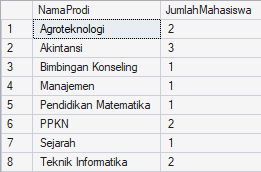 NamaProdi JumlahMahasiswa
1 Agroteknologi 2
2 Akintansi 3
3 Bimbingan Konseling 1
4 Manajemen 1
5 Pendidikan Matematika 1
6 PPKN 2
7 Sejarah 1
8 Teknik Informatika 2